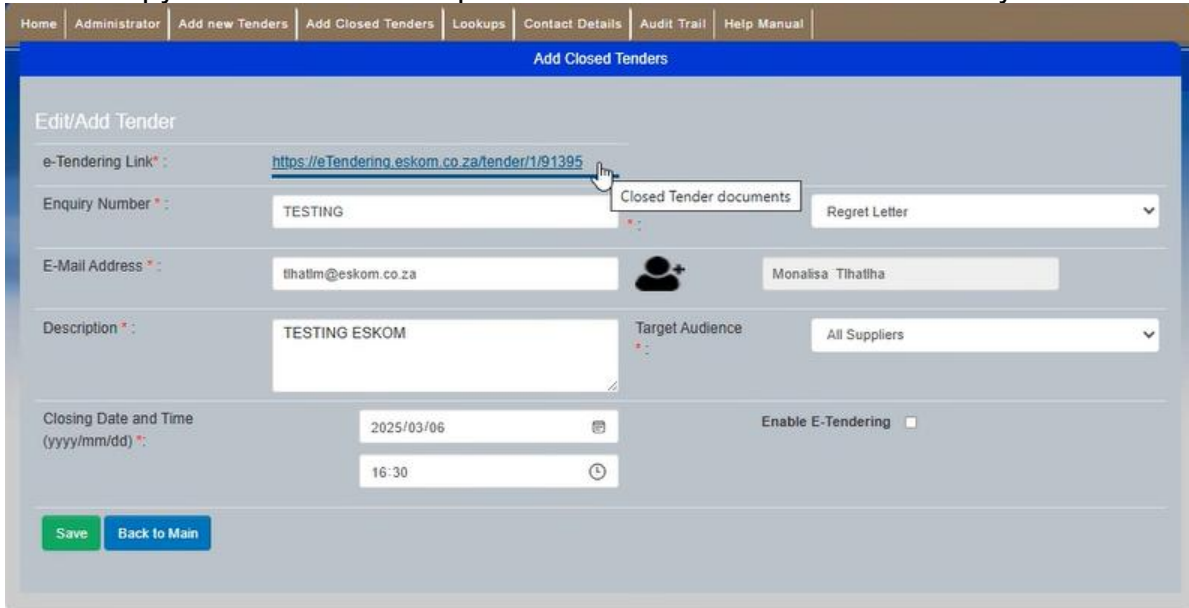 Home Administrator Add new Tenders Add Closed Tenders Lookups Contact Details Audit Trail Help Manual
Add Closed Tenders
Edit/Add Tender
e-Tendering Link* :
https://eTendering.eskom.co.za/tender/1/91395
Closed Tender documents
Enquiry Number * :
TESTING
* :
Regret Letter
E-Mail Address * :
tlhatlm@eskom.co.za
Monalisa Tlhatlha
Description * :
TESTING ESKOM
Target Audience
* :
All Suppliers
Closing Date and Time
(yyyy/mm/dd) *:
2025/03/06
Enable E-Tendering
16:30
Save Back to Main